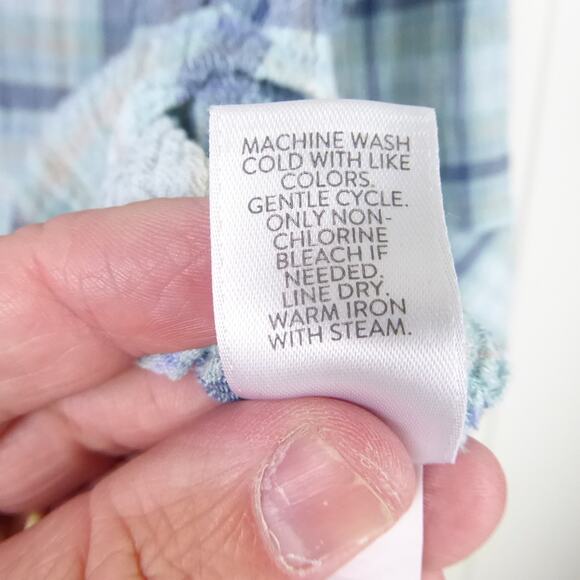 MACHINE WASH
COLD WITH LIKE
COLORS.
GENTLE CYCLE.
ONLY NON-
CHLORINE
BLEACH IF
NEEDED.
LINE DRY.
WARM IRON
WITH STEAM.